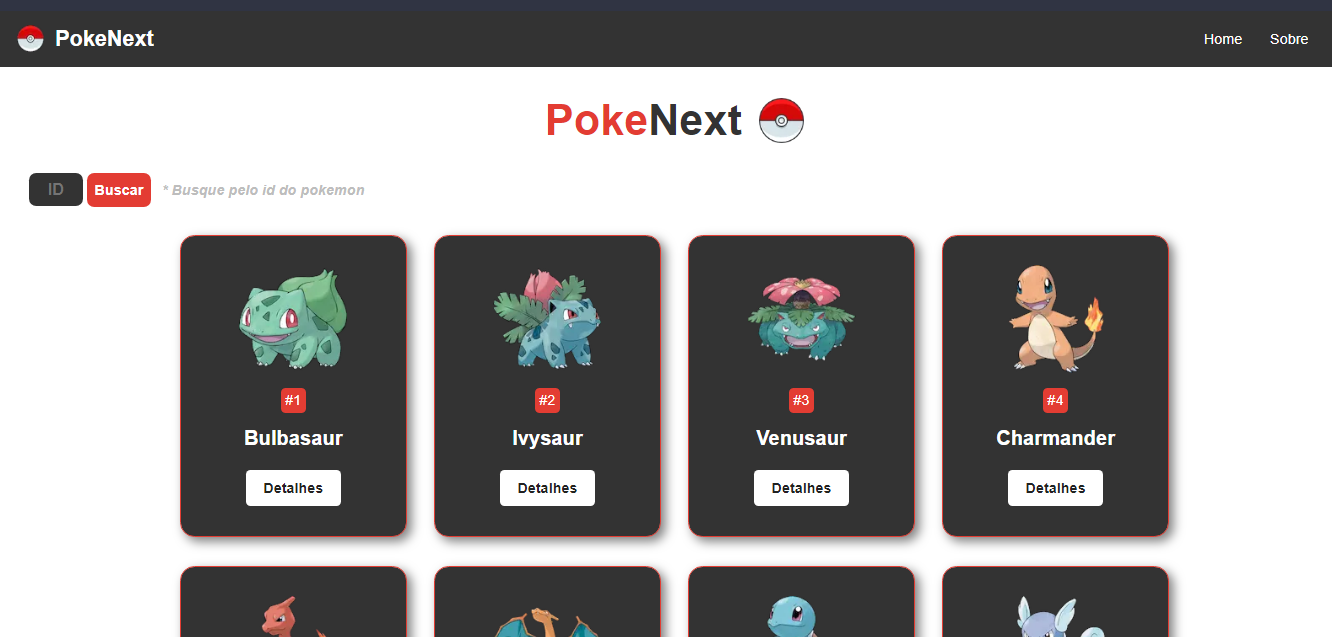 PokeNext
Home Sobre
PokeNext
ID Buscar * Busque pelo id do pokemon
#1 #2 #3 #4
Bulbasaur Ivysaur Venusaur Charmander
Detalhes Detalhes Detalhes Detalhes